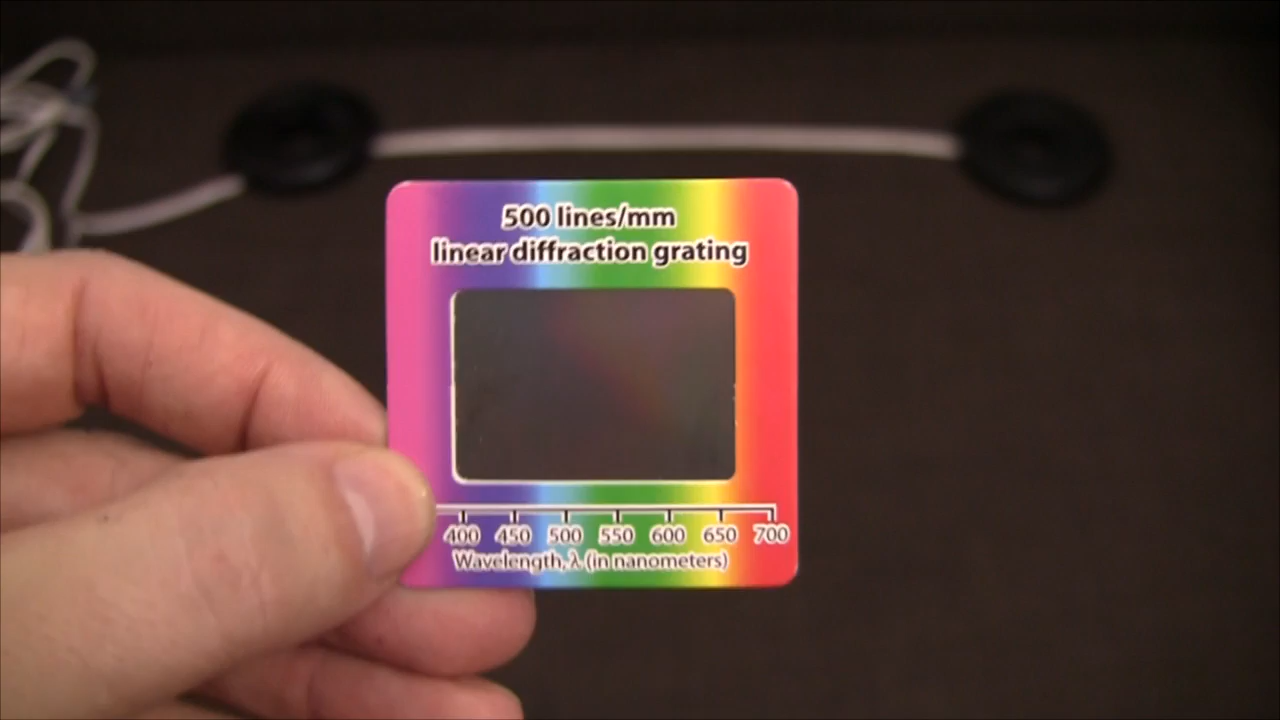 500 lines/mm
linear diffraction grating
400 450 500 550 600 650 700
Wavelength, λ (in nanometers)